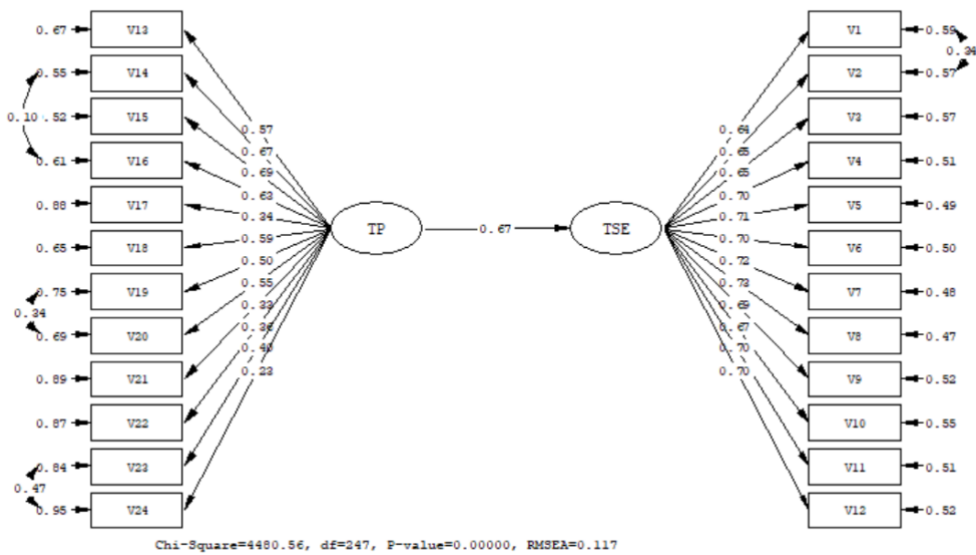 0.67
V13
0.55
V14
0.10
0.52
V15
0.61
V16
0.88
V17
0.65
V18
0.75
V19
0.34
0.69
V20
0.89
V21
0.87
V22
0.84
V23
0.47
0.95
V24
0.57
0.67
0.69
0.63
0.34
0.59
0.50
0.55
0.33
0.36
0.40
0.23
TP
0.67
TSE
0.64
0.65
0.65
0.70
0.71
0.70
0.72
0.73
0.69
0.67
0.70
0.70
V1
0.59
0.34
V2
0.57
V3
0.57
V4
0.51
V5
0.49
V6
0.50
V7
0.48
V8
0.47
V9
0.52
V10
0.55
V11
0.51
V12
0.52
Chi-Square=4480.56, df=247, P-value=0.00000, RMSEA=0.117